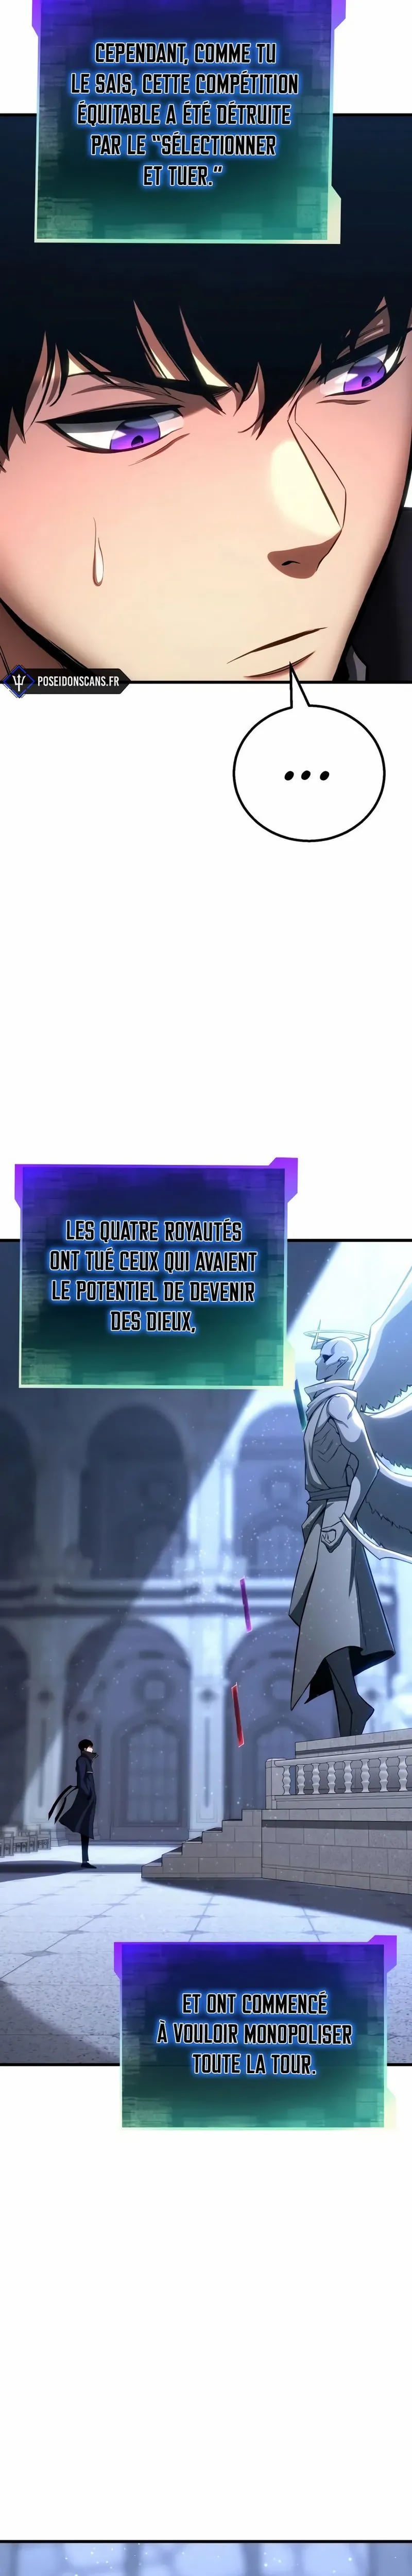 CEPENDANT, COMME TU
LE SAIS, CETTE COMPÉTITION
ÉQUITABLE A ÉTÉ DÉTRUITE
PAR LE "SÉLECTIONNER
ET TUER."
POSEIDONSCANS.FR
...
LES QUATRE ROYAUTÉS
ONT TUÉ CEUX QUI AVAIENT
LE POTENTIEL DE DEVENIR
DES DIEUX,
ET ONT COMMENCÉ
À VOULOIR MONOPOLISER
TOUTE LA TOUR.